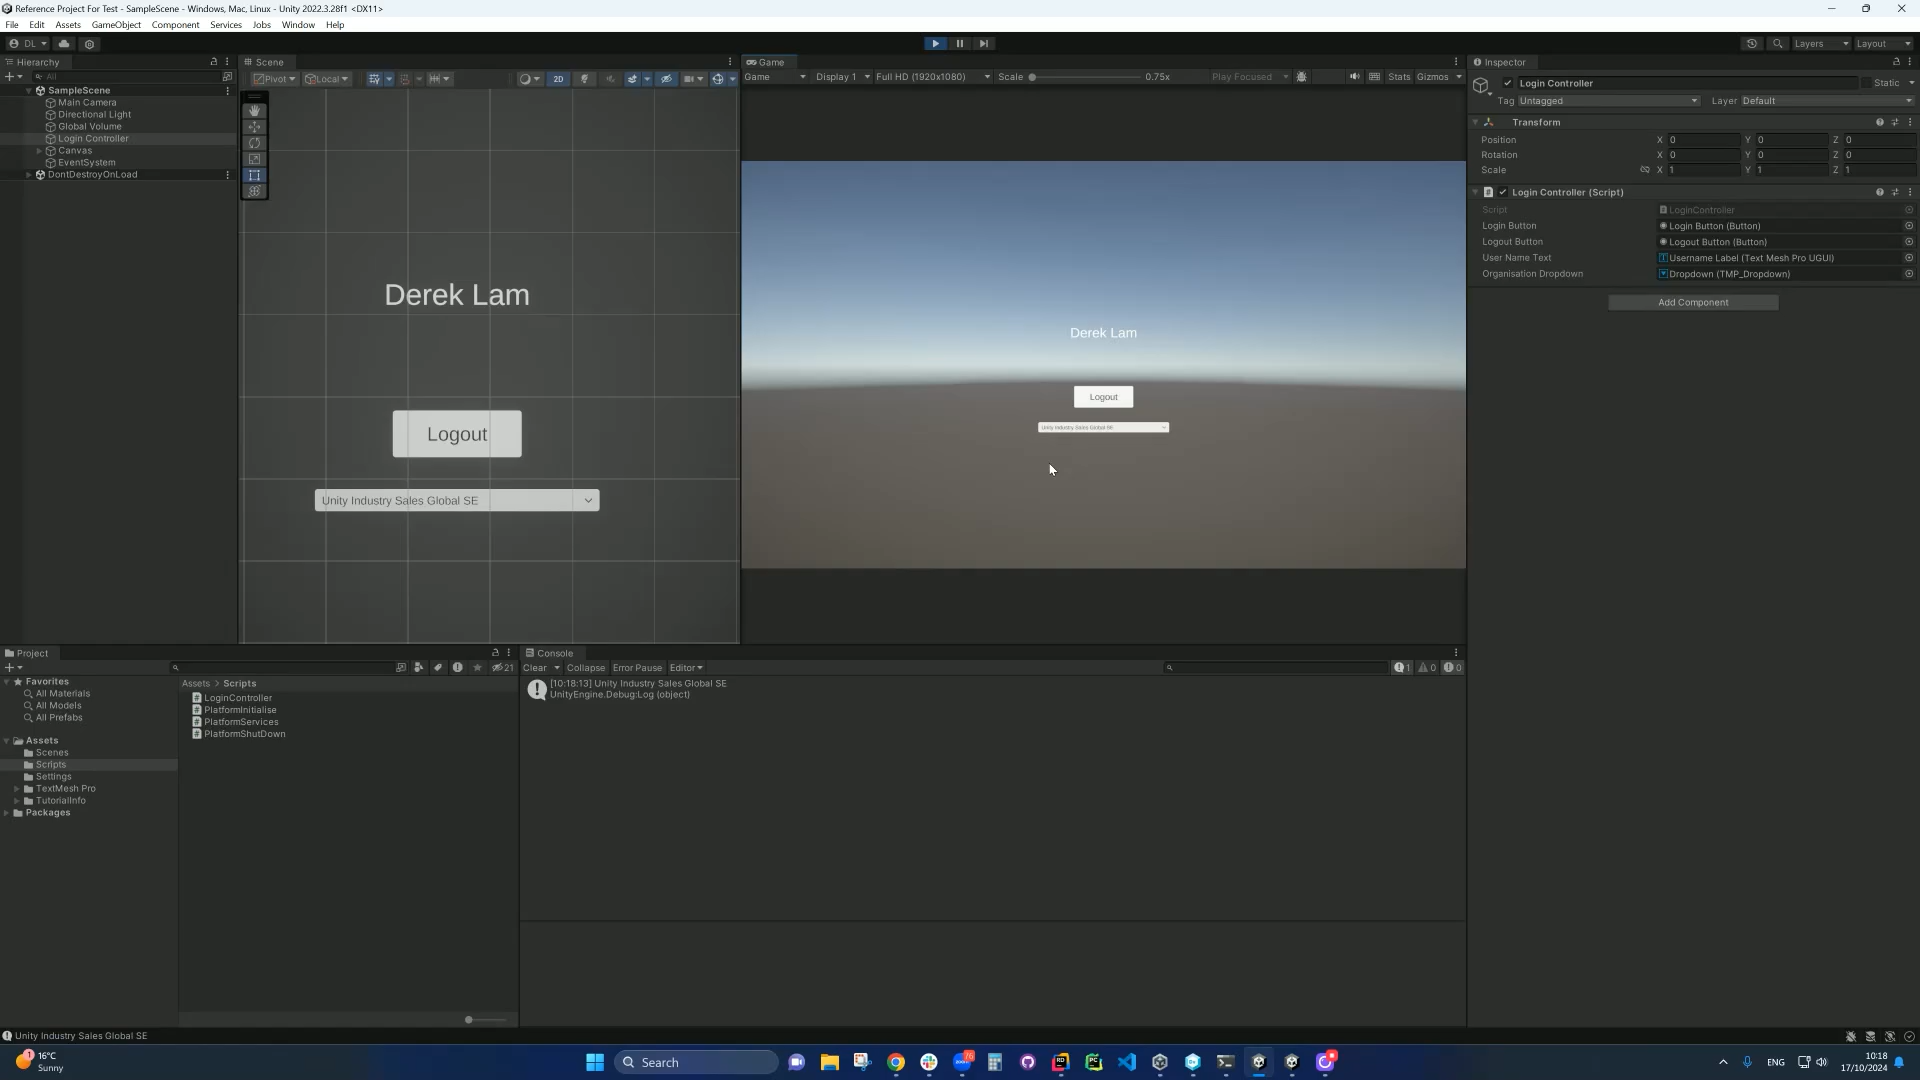 Reference Project For Test - SampleScene - Windows, Mac, Linux - Unity 2022.3.28f1 <DX11>
File Edit Assets GameObject Component Services Jobs Window Help
DL
Layers Layout
Hierarchy
All
SampleScene
Main Camera
Directional Light
Global Volume
Login Controller
Canvas
EventSystem
DontDestroyOnLoad
Scene
Pivot Local 2D
Derek Lam
Logout
Unity Industry Sales Global SE
Game
Game Display 1 Full HD (1920x1080) Scale 0.75x Play Focused Stats Gizmos
Derek Lam
Logout
Unity Industry Sales Global SE
Inspector
Login Controller Static
Tag Untagged Layer Default
Transform
Position X 0 Y 0 Z 0
Rotation X 0 Y 0 Z 0
Scale X 1 Y 1 Z 1
Login Controller (Script)
Script LoginController
Login Button Login Button (Button)
Logout Button Logout Button (Button)
User Name Text Username Label (Text Mesh Pro UGUI)
Organisation Dropdown Dropdown (TMP_Dropdown)
Add Component
Project
21
Favorites
All Materials
All Models
All Prefabs
Assets
Scenes
Scripts
Settings
TextMesh Pro
TutorialInfo
Packages
Assets > Scripts
LoginController
PlatformInitialise
PlatformServices
PlatformShutDown
Console
Clear Collapse Error Pause Editor 1 0 0
[10:18:13] Unity Industry Sales Global SE
UnityEngine.Debug:Log (object)
Unity Industry Sales Global SE
1 16°C
Sunny
Search
76
ENG
10:18
17/10/2024